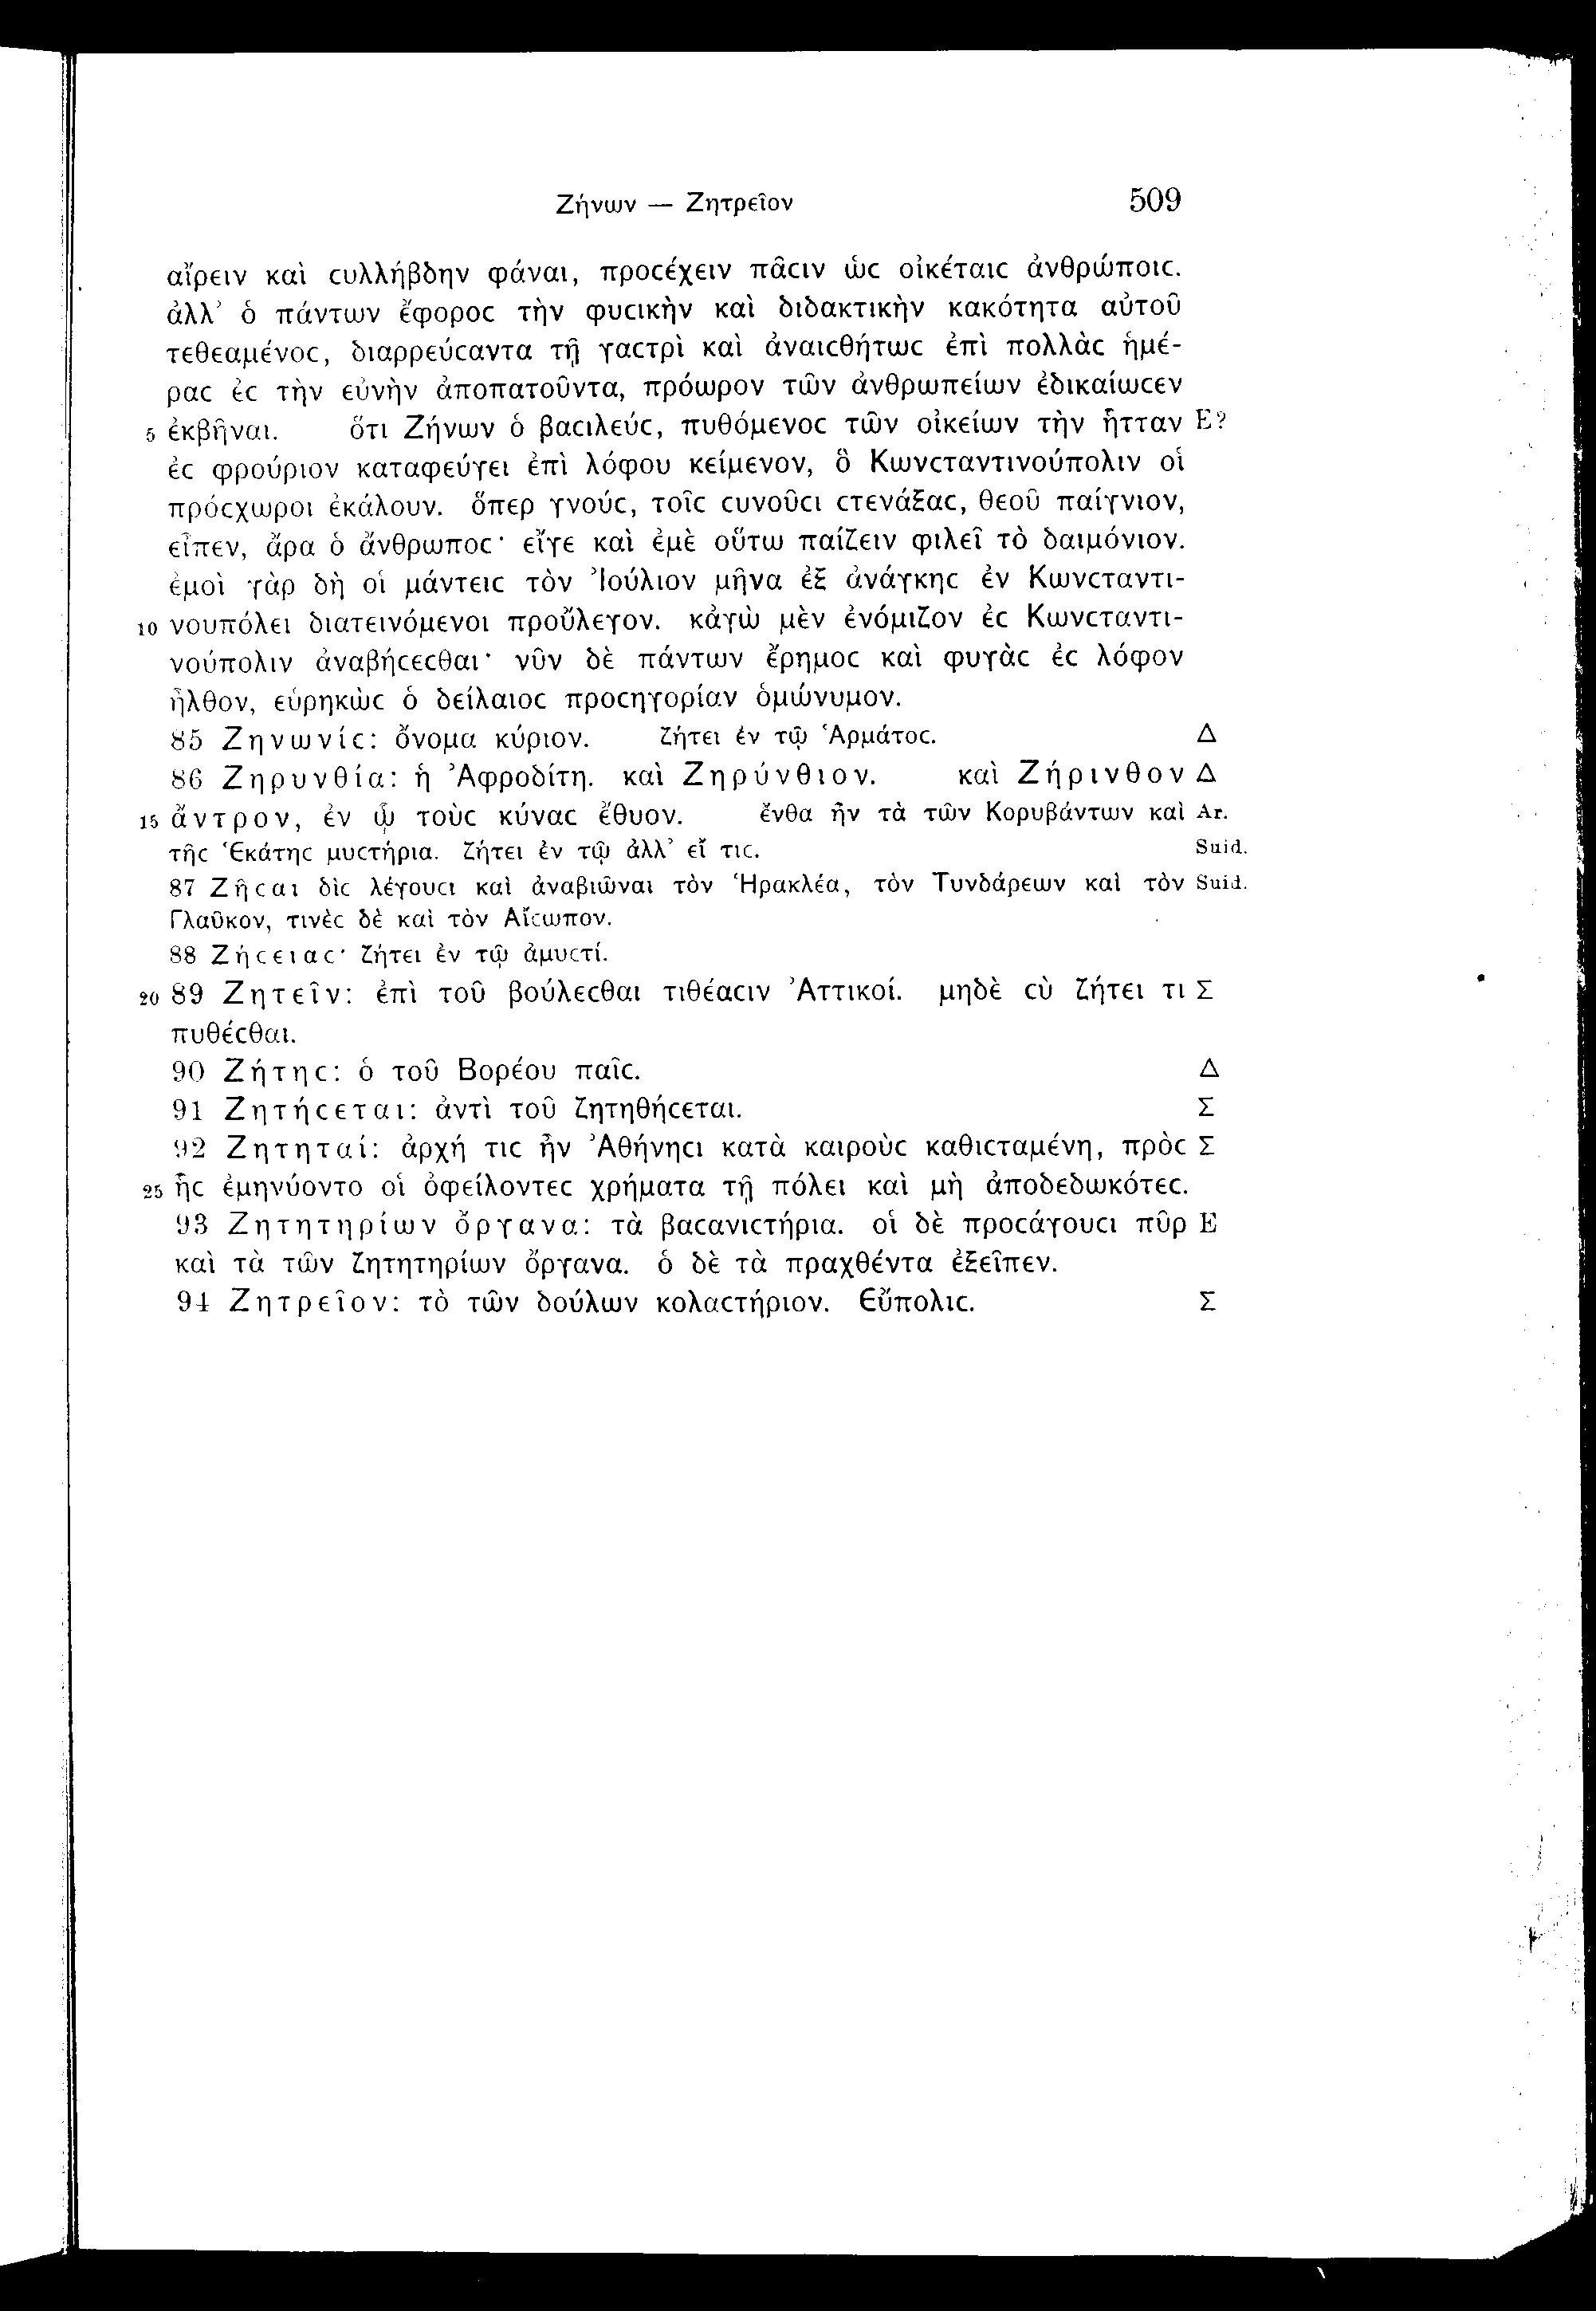 Ζήνων — Ζητρεῖον 509
αἴρειν καὶ ϲυλλήβδην φάναι, προϲέχειν πᾶϲιν ὡϲ οἰκέταιϲ ἀνθρώποιϲ.
ἀλλ’ ὁ πάντων ἔφοροϲ τὴν φυϲικὴν καὶ διδακτικὴν κακότητα αὐτοῦ
τεθεαμένοϲ, διαρρεύϲαντα τῇ γαϲτρὶ καὶ ἀναιϲθήτωϲ ἐπὶ πολλὰϲ ἡμέ-
ραϲ ἐϲ τὴν εὐνὴν ἀποπατοῦντα, πρόωρον τῶν ἀνθρωπείων ἐδικαίωϲεν
5 ἐκβῆναι. ὅτι Ζήνων ὁ βαϲιλεύϲ, πυθόμενοϲ τῶν οἰκείων τὴν ἧτταν E?
ἐϲ φρούριον καταφεύγει ἐπὶ λόφου κείμενον, ὃ Κωνϲταντινούπολιν οἱ
πρόϲχωροι ἐκάλουν. ὅπερ γνούϲ, τοῖϲ ϲυνοῦϲι ϲτενάξαϲ, θεοῦ παίγνιον,
εἶπεν, ἄρα ὁ ἄνθρωποϲ· εἴγε καὶ ἐμὲ οὕτω παίζειν φιλεῖ τὸ δαιμόνιον.
ἐμοὶ γὰρ δὴ οἱ μάντειϲ τὸν Ἰούλιον μῆνα ἐξ ἀνάγκηϲ ἐν Κωνϲταντι-
10 νουπόλει διατεινόμενοι προὔλεγον. κἀγὼ μὲν ἐνόμιζον ἐϲ Κωνϲταντι-
νούπολιν ἀναβήϲεϲθαι· νῦν δὲ πάντων ἔρημοϲ καὶ φυγὰϲ ἐϲ λόφον
ἦλθον, εὑρηκὼϲ ὁ δείλαιοϲ προϲηγορίαν ὁμώνυμον.
85 Ζηνωνίϲ: ὄνομα κύριον. ζήτει ἐν τῷ Ἁρμάτοϲ. Δ
86 Ζηρυνθία: ἡ Ἀφροδίτη. καὶ Ζηρύνθιον. καὶ Ζήρινθον Δ
15 ἄντρον, ἐν ᾧ τοὺϲ κύναϲ ἔθυον. ἔνθα ἦν τὰ τῶν Κορυβάντων καὶ Ar.
τῆϲ Ἑκάτηϲ μυϲτήρια. ζήτει ἐν τῷ ἀλλ’ εἴ τιϲ. Suid.
87 Ζῆϲαι δὶϲ λέγουϲι καὶ ἀναβιῶναι τὸν Ἡρακλέα, τὸν Τυνδάρεων καὶ τὸν Suid.
Γλαῦκον, τινὲϲ δὲ καὶ τὸν Αἴϲωπον.
88 Ζήϲειαϲ· ζήτει ἐν τῷ ἀμυϲτί.
20 89 Ζητεῖν: ἐπὶ τοῦ βούλεϲθαι τιθέαϲιν Ἀττικοί. μηδὲ ϲὺ ζήτει τι Σ
πυθέϲθαι.
90 Ζήτηϲ: ὁ τοῦ Βορέου παῖϲ. Δ
91 Ζητήϲεται: ἀντὶ τοῦ ζητηθήϲεται. Σ
92 Ζητηταί: ἀρχή τιϲ ἦν Ἀθήνηϲι κατὰ καιροὺϲ καθιϲταμένη, πρὸϲ Σ
25 ἧϲ ἐμηνύοντο οἱ ὀφείλοντεϲ χρήματα τῇ πόλει καὶ μὴ ἀποδεδωκότεϲ.
93 Ζητητηρίων ὄργανα: τὰ βαϲανιϲτήρια. οἱ δὲ προϲάγουϲι πῦρ E
καὶ τὰ τῶν ζητητηρίων ὄργανα. ὁ δὲ τὰ πραχθέντα ἐξεῖπεν.
94 Ζητρεῖον: τὸ τῶν δούλων κολαϲτήριον. Εὔπολιϲ. Σ